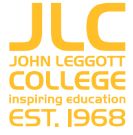 JLC
JOHN LEGGOTT
COLLEGE
inspiring education
EST. 1968